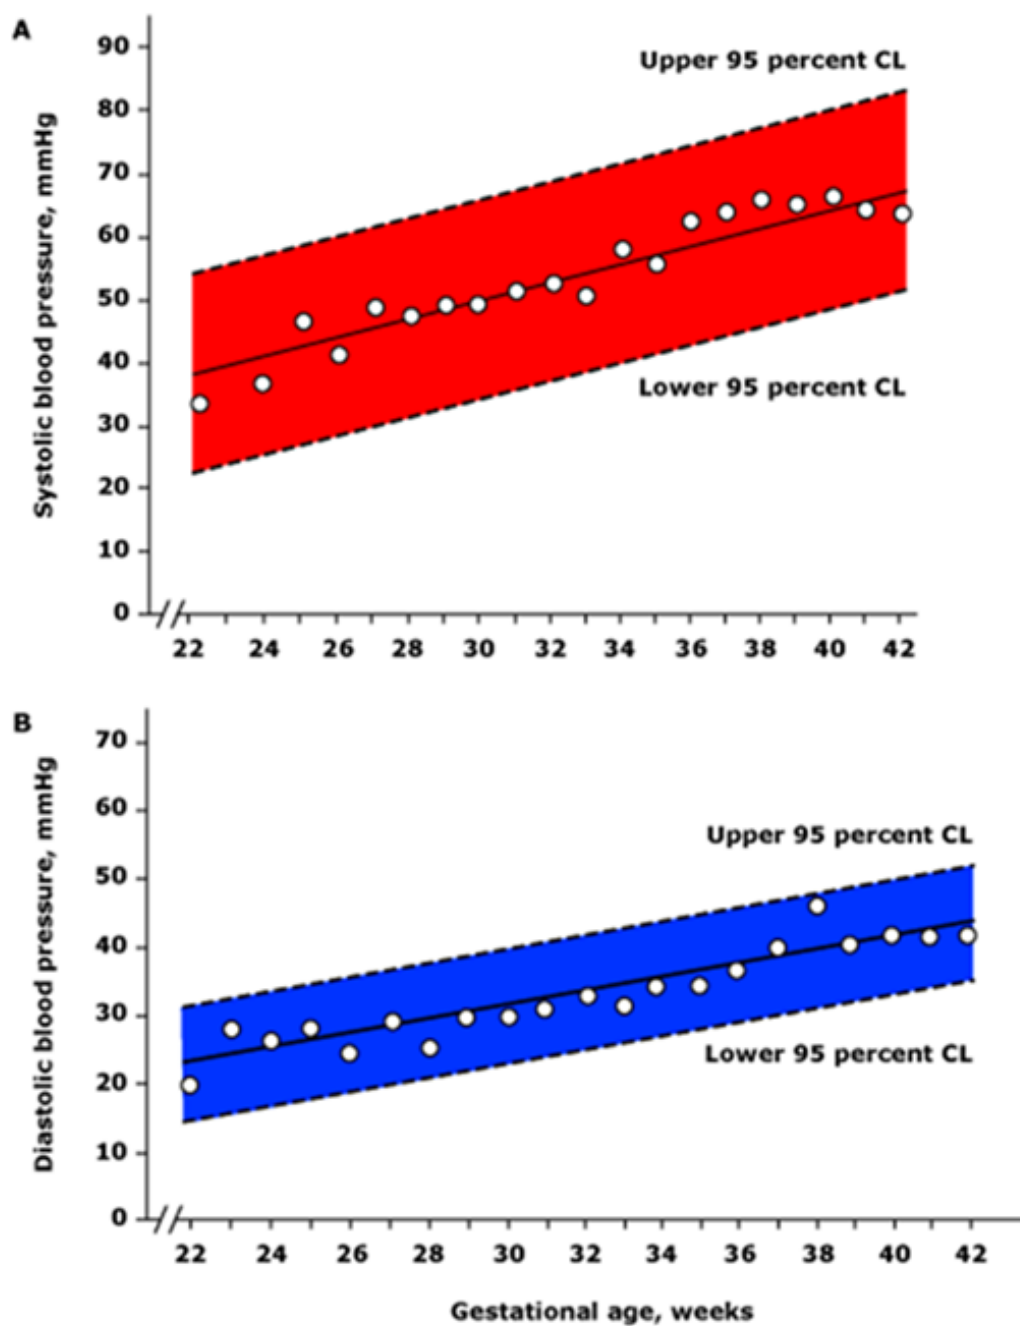 A
Systolic blood pressure, mmHg
90
80
70
60
50
40
30
20
10
0
Upper 95 percent CL
Lower 95 percent CL
22 24 26 28 30 32 34 36 38 40 42
B
Diastolic blood pressure, mmHg
70
60
50
40
30
20
10
0
Upper 95 percent CL
Lower 95 percent CL
22 24 26 28 30 32 34 36 38 40 42
Gestational age, weeks